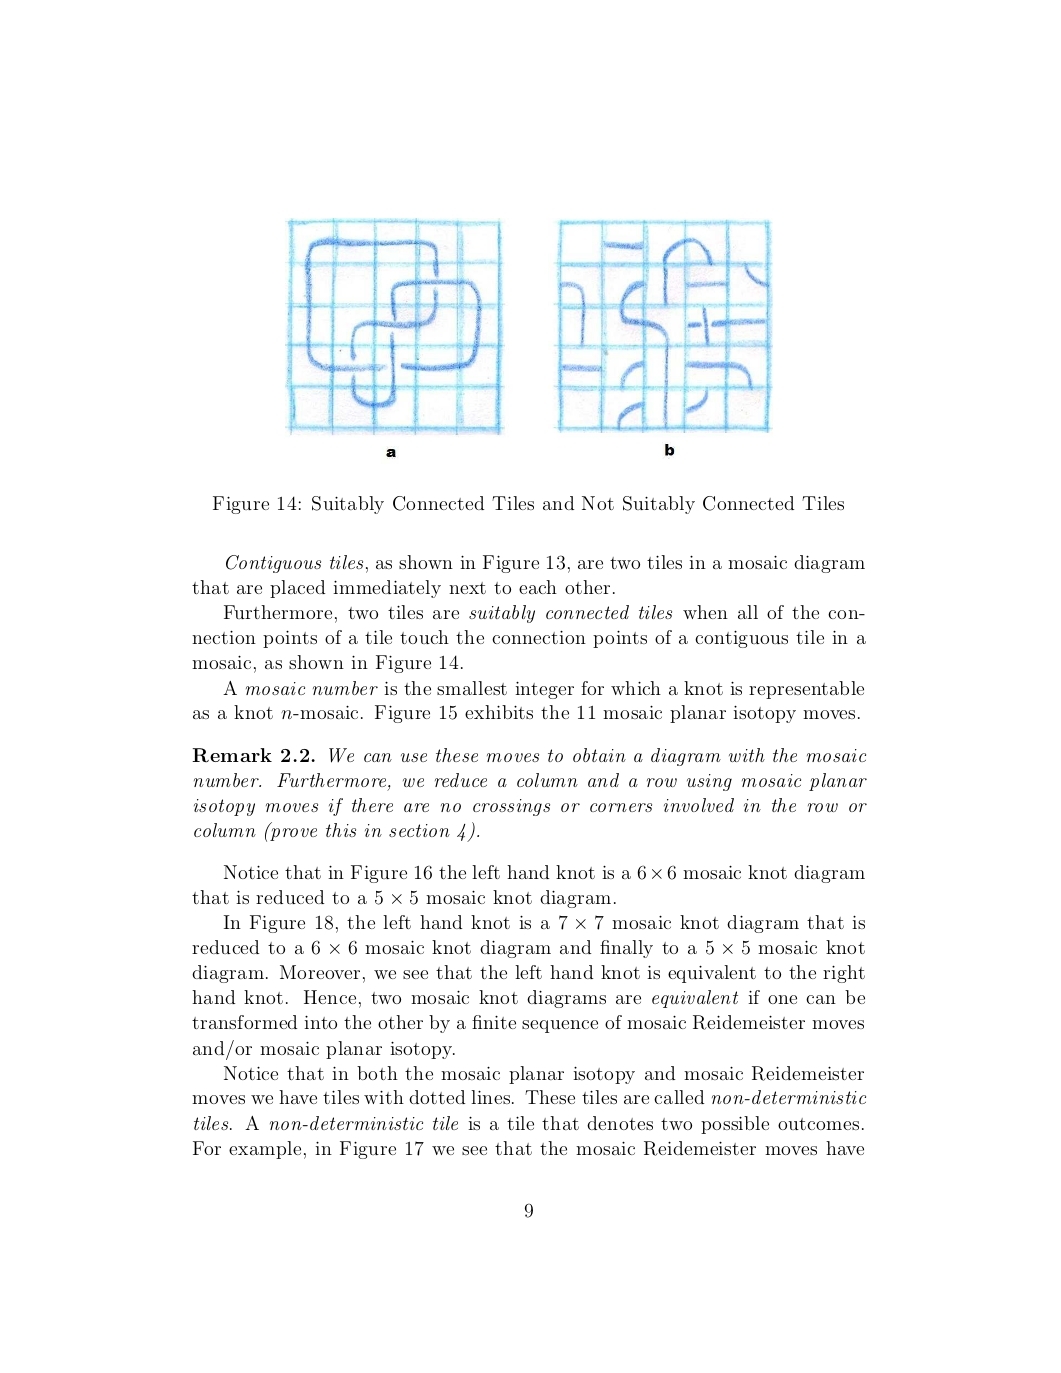 a
b
Figure 14: Suitably Connected Tiles and Not Suitably Connected Tiles
Contiguous tiles, as shown in Figure 13, are two tiles in a mosaic diagram
that are placed immediately next to each other.
Furthermore, two tiles are suitably connected tiles when all of the con-
nection points of a tile touch the connection points of a contiguous tile in a
mosaic, as shown in Figure 14.
A mosaic number is the smallest integer for which a knot is representable
as a knot n-mosaic. Figure 15 exhibits the 11 mosaic planar isotopy moves.
Remark 2.2. We can use these moves to obtain a diagram with the mosaic
number. Furthermore, we reduce a column and a row using mosaic planar
isotopy moves if there are no crossings or corners involved in the row or
column (prove this in section 4).
Notice that in Figure 16 the left hand knot is a 6×6 mosaic knot diagram
that is reduced to a 5 × 5 mosaic knot diagram.
In Figure 18, the left hand knot is a 7 × 7 mosaic knot diagram that is
reduced to a 6 × 6 mosaic knot diagram and finally to a 5 × 5 mosaic knot
diagram. Moreover, we see that the left hand knot is equivalent to the right
hand knot. Hence, two mosaic knot diagrams are equivalent if one can be
transformed into the other by a finite sequence of mosaic Reidemeister moves
and/or mosaic planar isotopy.
Notice that in both the mosaic planar isotopy and mosaic Reidemeister
moves we have tiles with dotted lines. These tiles are called non-deterministic
tiles. A non-deterministic tile is a tile that denotes two possible outcomes.
For example, in Figure 17 we see that the mosaic Reidemeister moves have
9